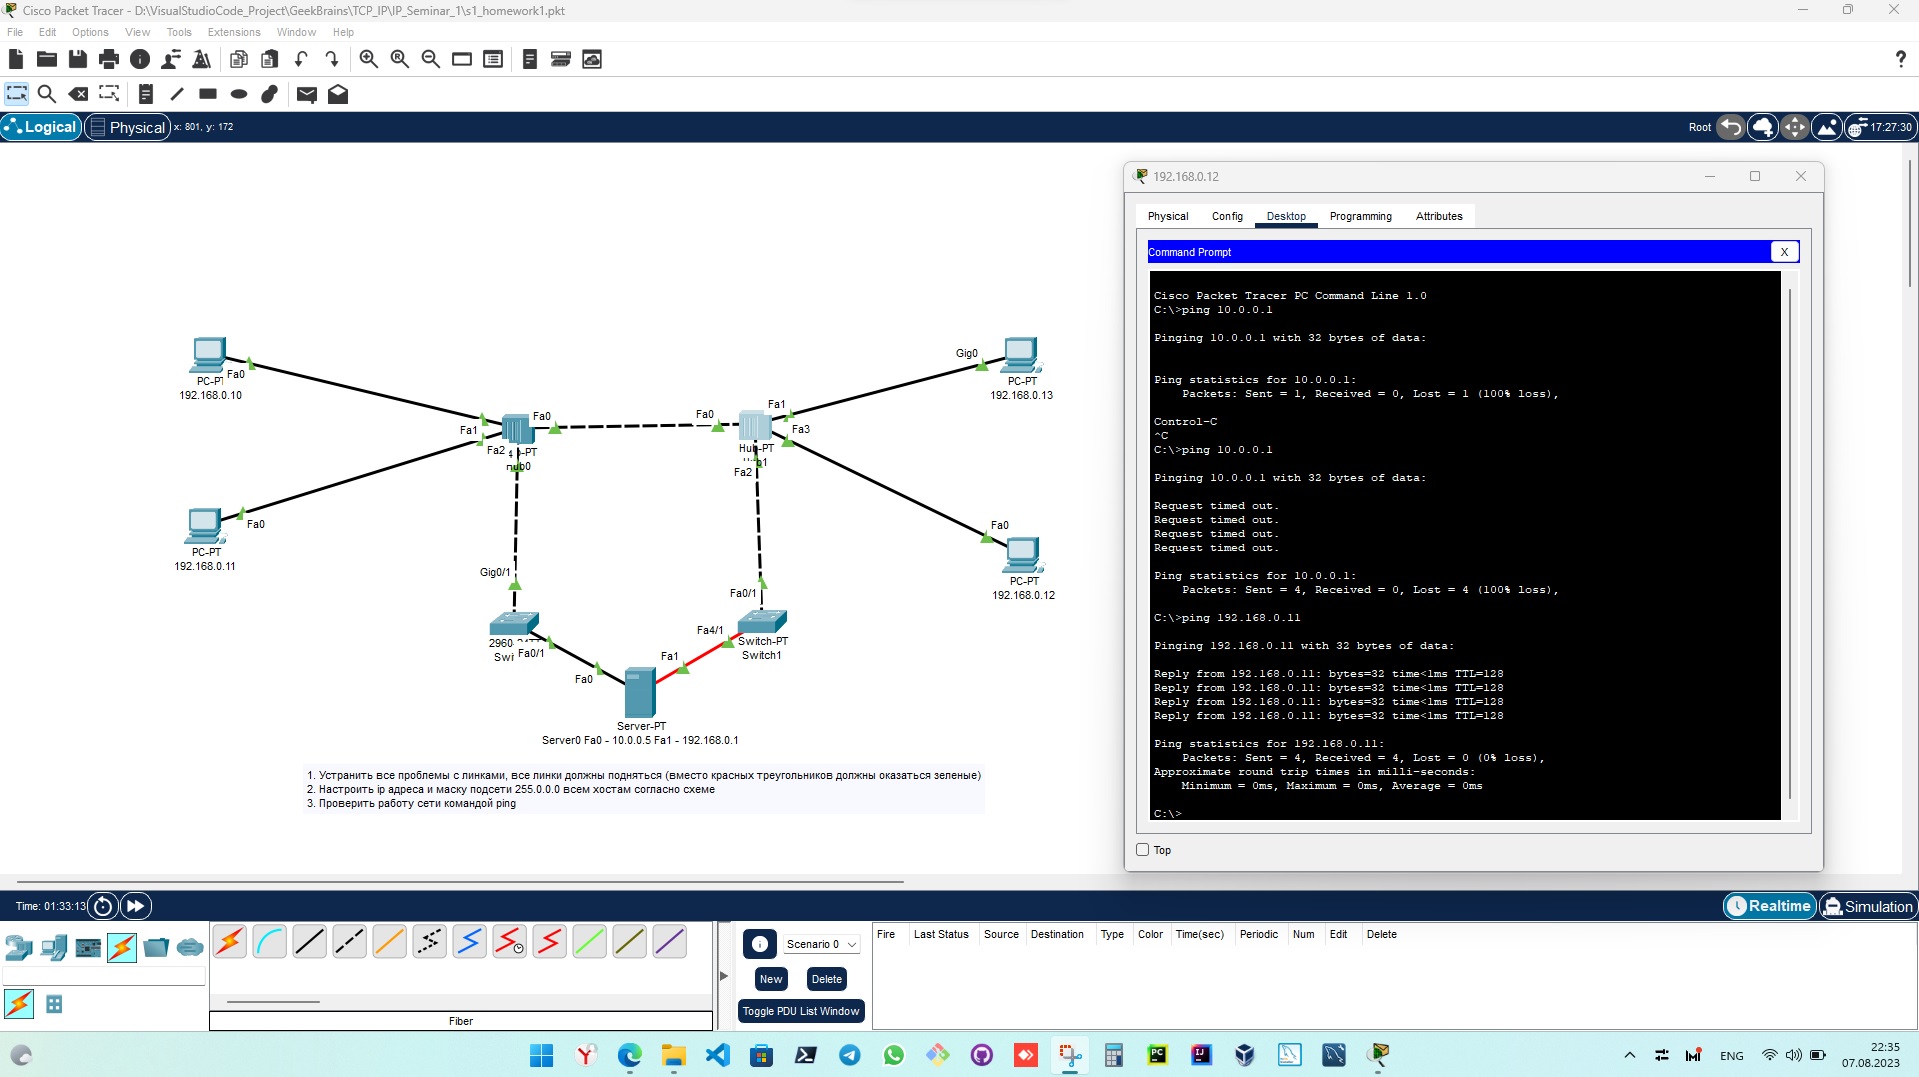 Cisco Packet Tracer - D:\VisualStudioCode_Project\GeekBrains\TCP_IP\IP_Seminar_1\s1_homework1.pkt
File Edit Options View Tools Extensions Window Help
?
Logical Physical x: 801, y: 172
Root 17:27:30
192.168.0.12
Physical Config Desktop Programming Attributes
Command Prompt
X
Cisco Packet Tracer PC Command Line 1.0
C:\>ping 10.0.0.1
Pinging 10.0.0.1 with 32 bytes of data:
Ping statistics for 10.0.0.1:
Packets: Sent = 1, Received = 0, Lost = 1 (100% loss),
Control-C
^C
C:\>ping 10.0.0.1
Pinging 10.0.0.1 with 32 bytes of data:
Request timed out.
Request timed out.
Request timed out.
Request timed out.
Ping statistics for 10.0.0.1:
Packets: Sent = 4, Received = 0, Lost = 4 (100% loss),
C:\>ping 192.168.0.11
Pinging 192.168.0.11 with 32 bytes of data:
Reply from 192.168.0.11: bytes=32 time<1ms TTL=128
Reply from 192.168.0.11: bytes=32 time<1ms TTL=128
Reply from 192.168.0.11: bytes=32 time<1ms TTL=128
Reply from 192.168.0.11: bytes=32 time<1ms TTL=128
Ping statistics for 192.168.0.11:
Packets: Sent = 4, Received = 4, Lost = 0 (0% loss),
Approximate round trip times in milli-seconds:
Minimum = 0ms, Maximum = 0ms, Average = 0ms
C:\>
Top
Fa0
PC-PT
192.168.0.10
Gig0
PC-PT
192.168.0.13
Fa0
Fa1
Fa2
Hub0
Fa0
Fa1
Fa3
Hub-PT
Fa2
Fa0
PC-PT
192.168.0.11
Fa0
PC-PT
192.168.0.12
Gig0/1
Fa0/1
Fa0/1
Fa4/1
Switch-PT
Switch1
Fa0
Fa1
Server-PT
Server0 Fa0 - 10.0.0.5 Fa1 - 192.168.0.1
1. Устранить все проблемы с линками, все линки должны подняться (вместо красных треугольников должны оказаться зеленые)
2. Настроить ip адреса и маску подсети 255.0.0.0 всем хостам согласно схеме
3. Проверить работу сети командой ping
Time: 01:33:13
Realtime Simulation
Scenario 0
New Delete
Toggle PDU List Window
Fire Last Status Source Destination Type Color Time(sec) Periodic Num Edit Delete
Fiber
ENG
22:35
07.08.2023